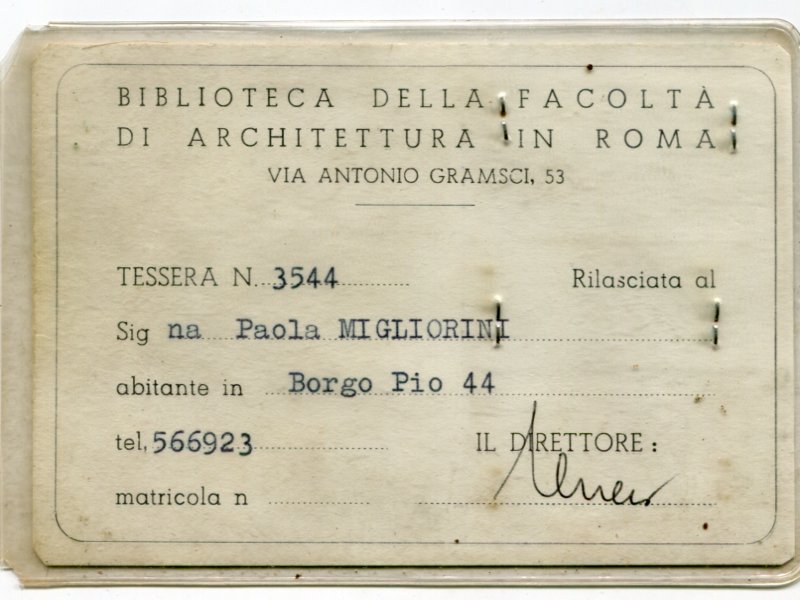 BIBLIOTECA DELLA FACOLTÀ
DI ARCHITETTURA IN ROMA
VIA ANTONIO GRAMSCI, 53
TESSERA N. 3544 Rilasciata al
Sig na Paola MIGLIORINI
abitante in Borgo Pio 44
tel. 566923 IL DIRETTORE:
matricola n